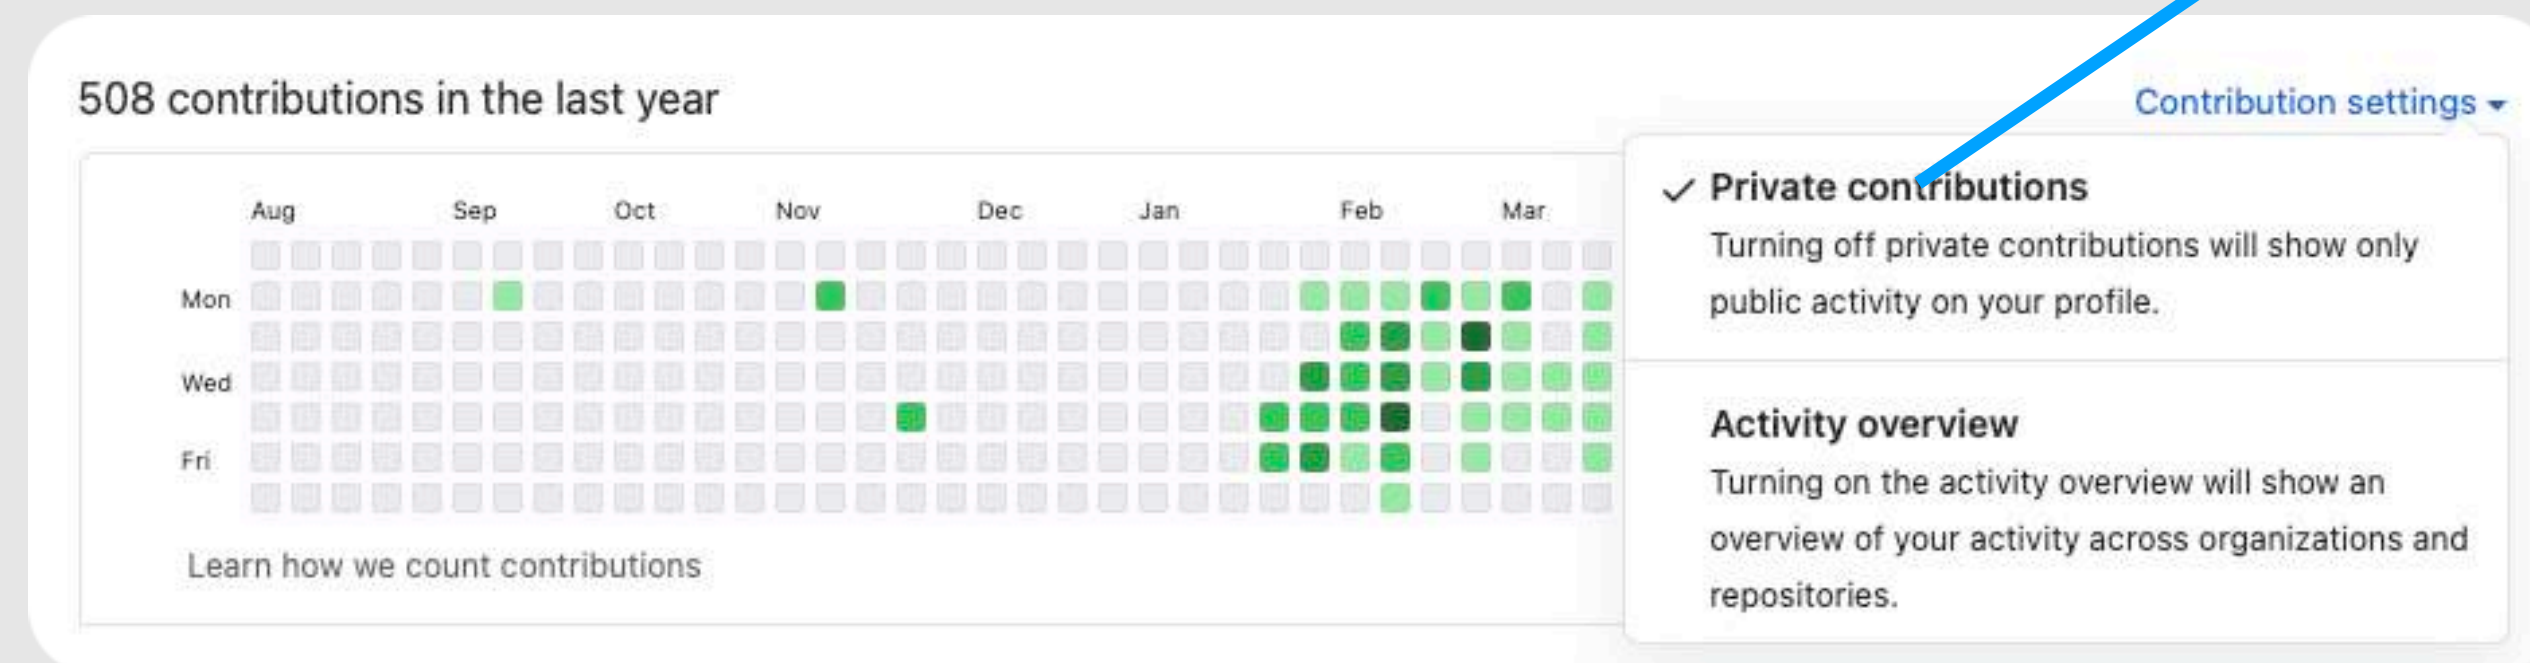 508 contributions in the last year
Contribution settings
Aug Sep Oct Nov Dec Jan Feb Mar
Mon
Wed
Fri
Learn how we count contributions
Private contributions
Turning off private contributions will show only
public activity on your profile.
Activity overview
Turning on the activity overview will show an
overview of your activity across organizations and
repositories.